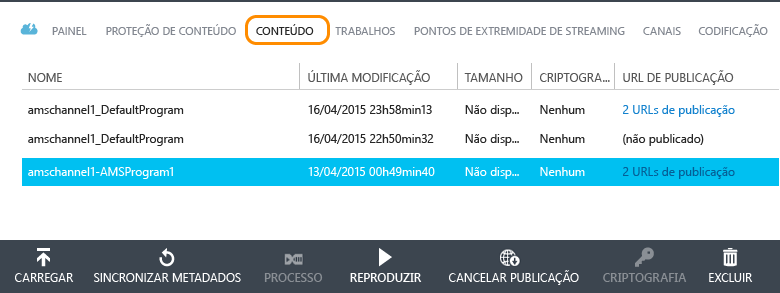 PAINEL PROTEÇÃO DE CONTEÚDO CONTEÚDO TRABALHOS PONTOS DE EXTREMIDADE DE STREAMING CANAIS CODIFICAÇÃO
NOME ÚLTIMA MODIFICAÇÃO TAMANHO CRIPTOGRA... URL DE PUBLICAÇÃO
amschannel1_DefaultProgram 16/04/2015 23h58min13 Não disp... Nenhum 2 URLs de publicação
amschannel1_DefaultProgram 16/04/2015 22h50min32 Não disp... Nenhum (não publicado)
amschannel1-AMSProgram1 13/04/2015 00h49min40 Não disp... Nenhum 2 URLs de publicação
CARREGAR SINCRONIZAR METADADOS PROCESSO REPRODUZIR CANCELAR PUBLICAÇÃO CRIPTOGRAFIA EXCLUIR